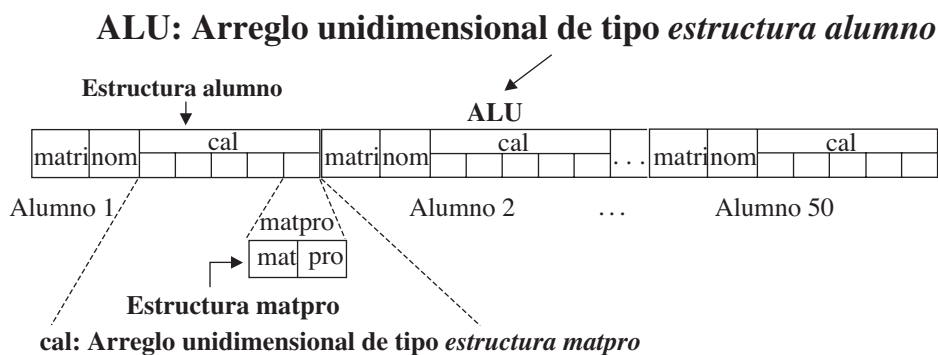 ALU: Arreglo unidimensional de tipo estructura alumno
Estructura alumno
ALU
cal cal cal
matri nom matri nom ... matri nom
Alumno 1 Alumno 2 ... Alumno 50
matpro
mat pro
Estructura matpro
cal: Arreglo unidimensional de tipo estructura matpro